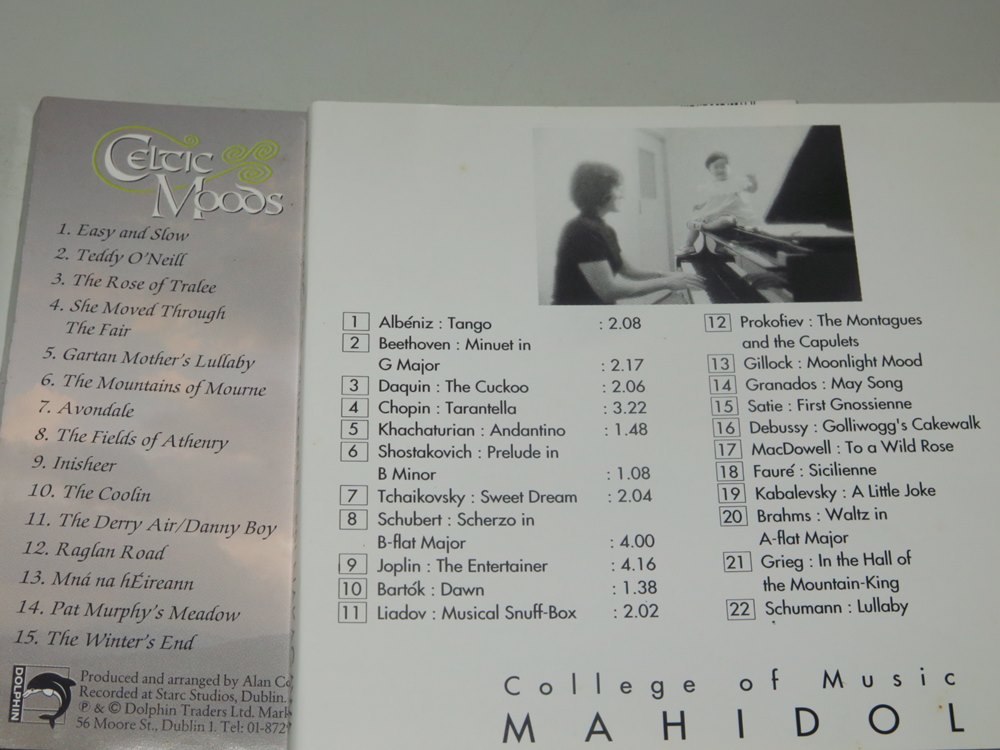 Celtic
Moods
1. Easy and Slow
2. Teddy O'Neill
3. The Rose of Tralee
4. She Moved Through
The Fair
5. Gartan Mother's Lullaby
6. The Mountains of Mourne
7. Avondale
8. The Fields of Athenry
9. Inisheer
10. The Coolin
11. The Derry Air/Danny Boy
12. Raglan Road
13. Mná na hÉireann
14. Pat Murphy's Meadow
15. The Winter's End
DOLPHIN
Produced and arranged by Alan
Recorded at Starc Studios, Dublin.
℗ & © Dolphin Traders Ltd.
56 Moore St., Dublin 1. Tel: 01-872
1 Albéniz : Tango : 2.08
2 Beethoven : Minuet in
G Major : 2.17
3 Daquin : The Cuckoo : 2.06
4 Chopin : Tarantella : 3.22
5 Khachaturian : Andantino : 1.48
6 Shostakovich : Prelude in
B Minor : 1.08
7 Tchaikovsky : Sweet Dream : 2.04
8 Schubert : Scherzo in
B-flat Major : 4.00
9 Joplin : The Entertainer : 4.16
10 Bartók : Dawn : 1.38
11 Liadov : Musical Snuff-Box : 2.02
12 Prokofiev : The Montagues
and the Capulets
13 Gillock : Moonlight Mood
14 Granados : May Song
15 Satie : First Gnossienne
16 Debussy : Golliwogg's Cakewalk
17 MacDowell : To a Wild Rose
18 Fauré : Sicilienne
19 Kabalevsky : A Little Joke
20 Brahms : Waltz in
A-flat Major
21 Grieg : In the Hall of
the Mountain-King
22 Schumann : Lullaby
College of Music
MAHIDOL